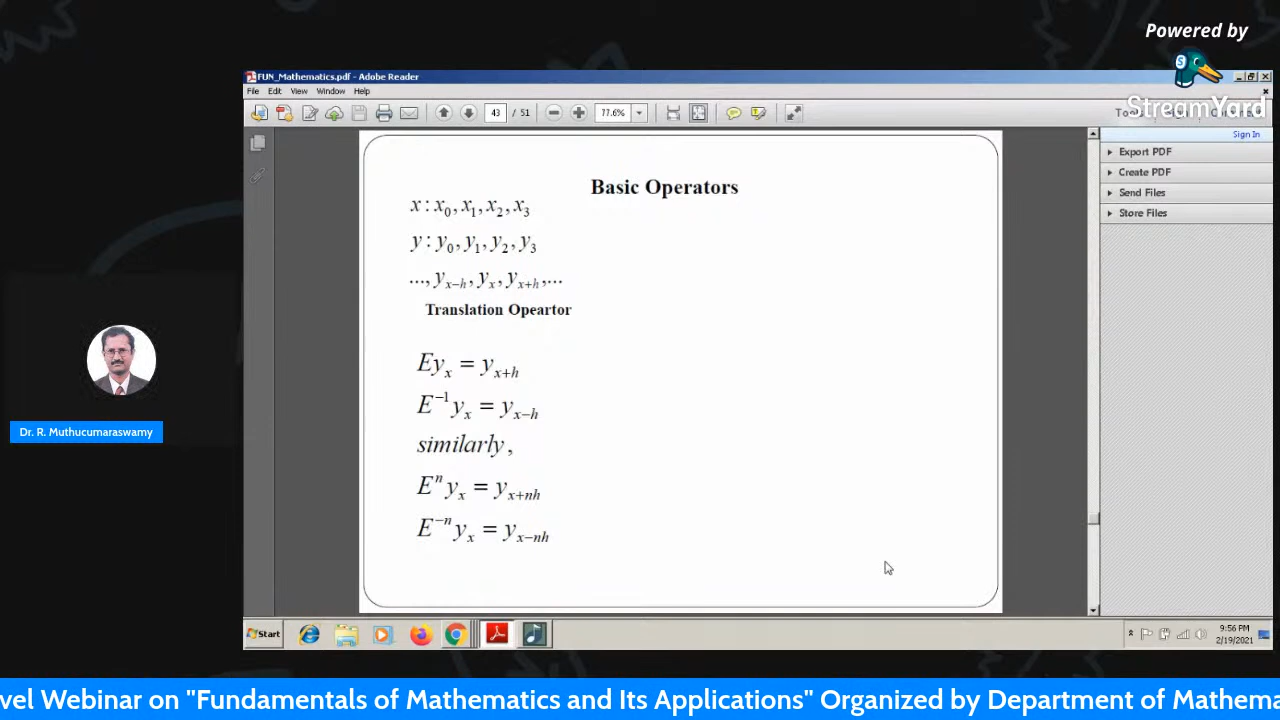 Powered by
StreamYard
FUN_Mathematics.pdf - Adobe Reader
File Edit View Window Help
43 / 51 77.6%
Sign In
Export PDF
Create PDF
Send Files
Store Files
Basic Operators
x : x₀, x₁, x₂, x₃
y : y₀, y₁, y₂, y₃
..., yₓ₋ₕ, yₓ, yₓ₊ₕ, ...
Translation Opeartor
Eyₓ = yₓ₊ₕ
E⁻¹yₓ = yₓ₋ₕ
similarly,
Eⁿyₓ = yₓ₊ₙₕ
E⁻ⁿyₓ = yₓ₋ₙₕ
Dr. R. Muthucumaraswamy
Start
9:56 PM
2/19/2021
vel Webinar on "Fundamentals of Mathematics and Its Applications" Organized by Department of Mathema